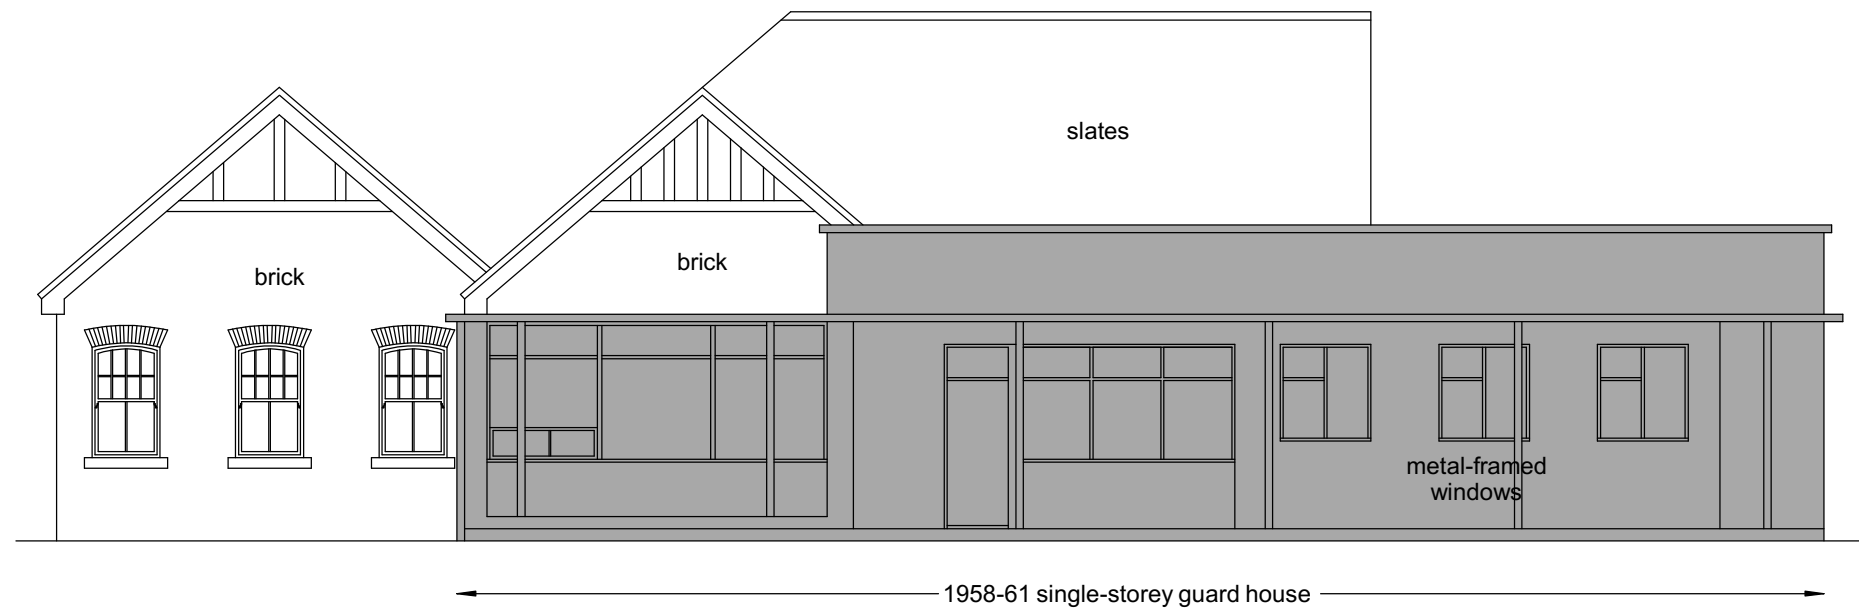 slates
brick
brick
metal-framed
windows
1958-61 single-storey guard house